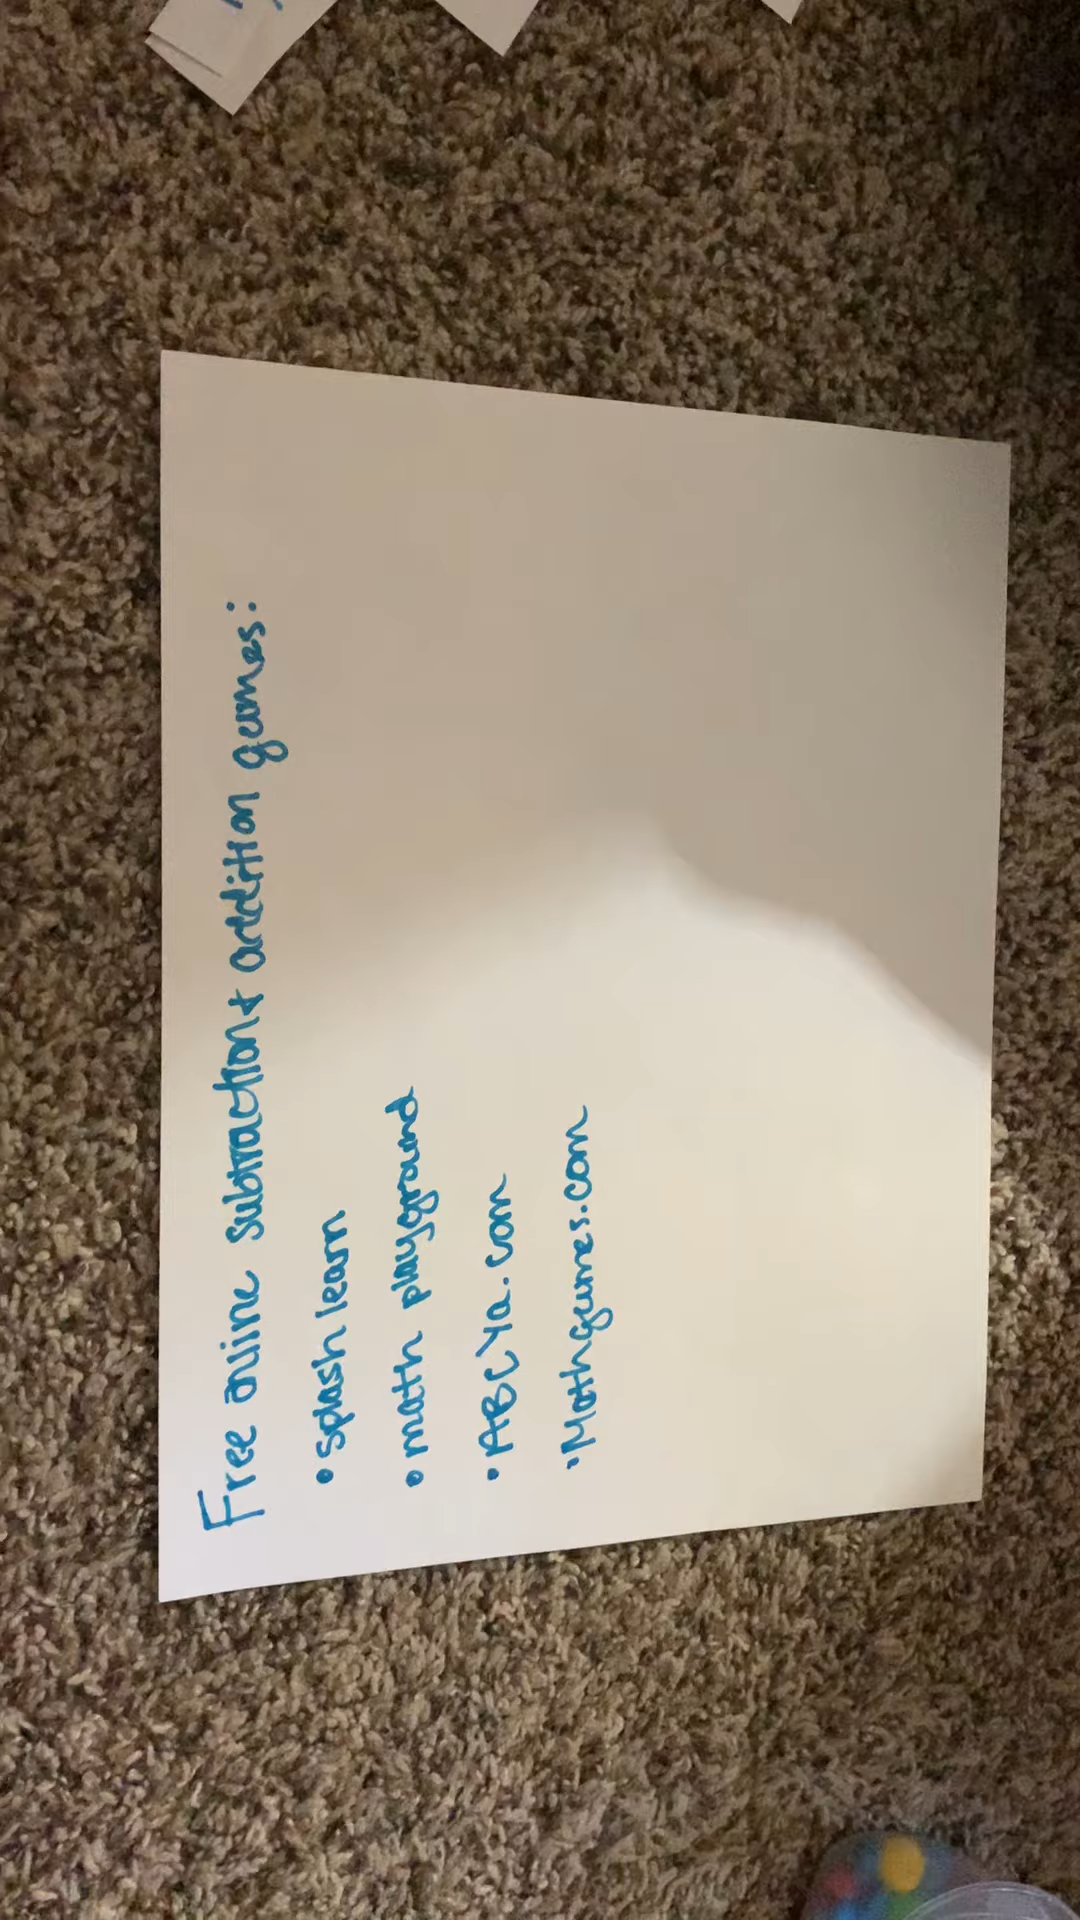 Free online subtraction & addition games:
• splash learn
• math playground
• ABCYa.com
• Mathgames.com